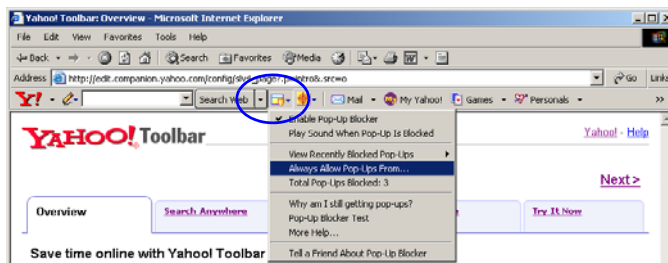 Yahoo! Toolbar: Overview - Microsoft Internet Explorer
File Edit View Favorites Tools Help
Back Search Favorites Media
Address http://edit.companion.yahoo.com/config/slvd_page?.p=intro&.srcwo Go Links
Y! Search Web Mail My Yahoo! Games Personals »
Enable Pop-Up Blocker
Play Sound When Pop-Up Is Blocked
View Recently Blocked Pop-Ups
Always Allow Pop-Ups From...
Total Pop-Ups Blocked: 3
Why am I still getting pop-ups?
Pop-Up Blocker Test
More Help...
Tell a Friend About Pop-Up Blocker
YAHOO! Toolbar
Yahoo! - Help
Next >
Overview Search Anywhere Try It Now
Save time online with Yahoo! Toolbar